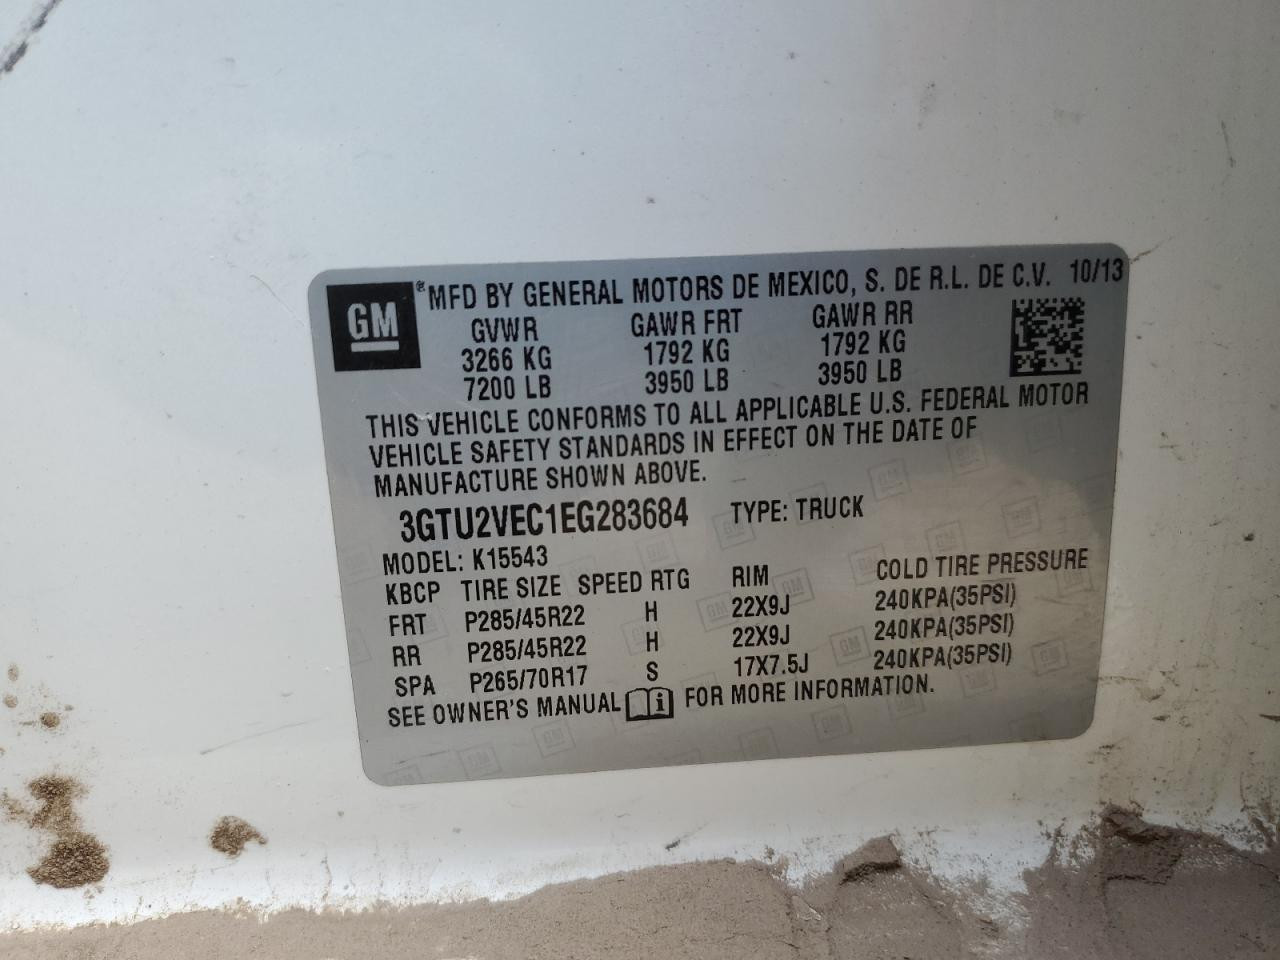 GM ® MFD BY GENERAL MOTORS DE MEXICO, S. DE R.L. DE C.V. 10/13
GVWR GAWR FRT GAWR RR
3266 KG 1792 KG 1792 KG
7200 LB 3950 LB 3950 LB
THIS VEHICLE CONFORMS TO ALL APPLICABLE U.S. FEDERAL MOTOR
VEHICLE SAFETY STANDARDS IN EFFECT ON THE DATE OF
MANUFACTURE SHOWN ABOVE.
3GTU2VEC1EG283684 TYPE: TRUCK
MODEL: K15543
KBCP TIRE SIZE SPEED RTG RIM COLD TIRE PRESSURE
FRT P285/45R22 H 22X9J 240KPA(35PSI)
RR P285/45R22 H 22X9J 240KPA(35PSI)
SPA P265/70R17 S 17X7.5J 240KPA(35PSI)
SEE OWNER'S MANUAL i FOR MORE INFORMATION.